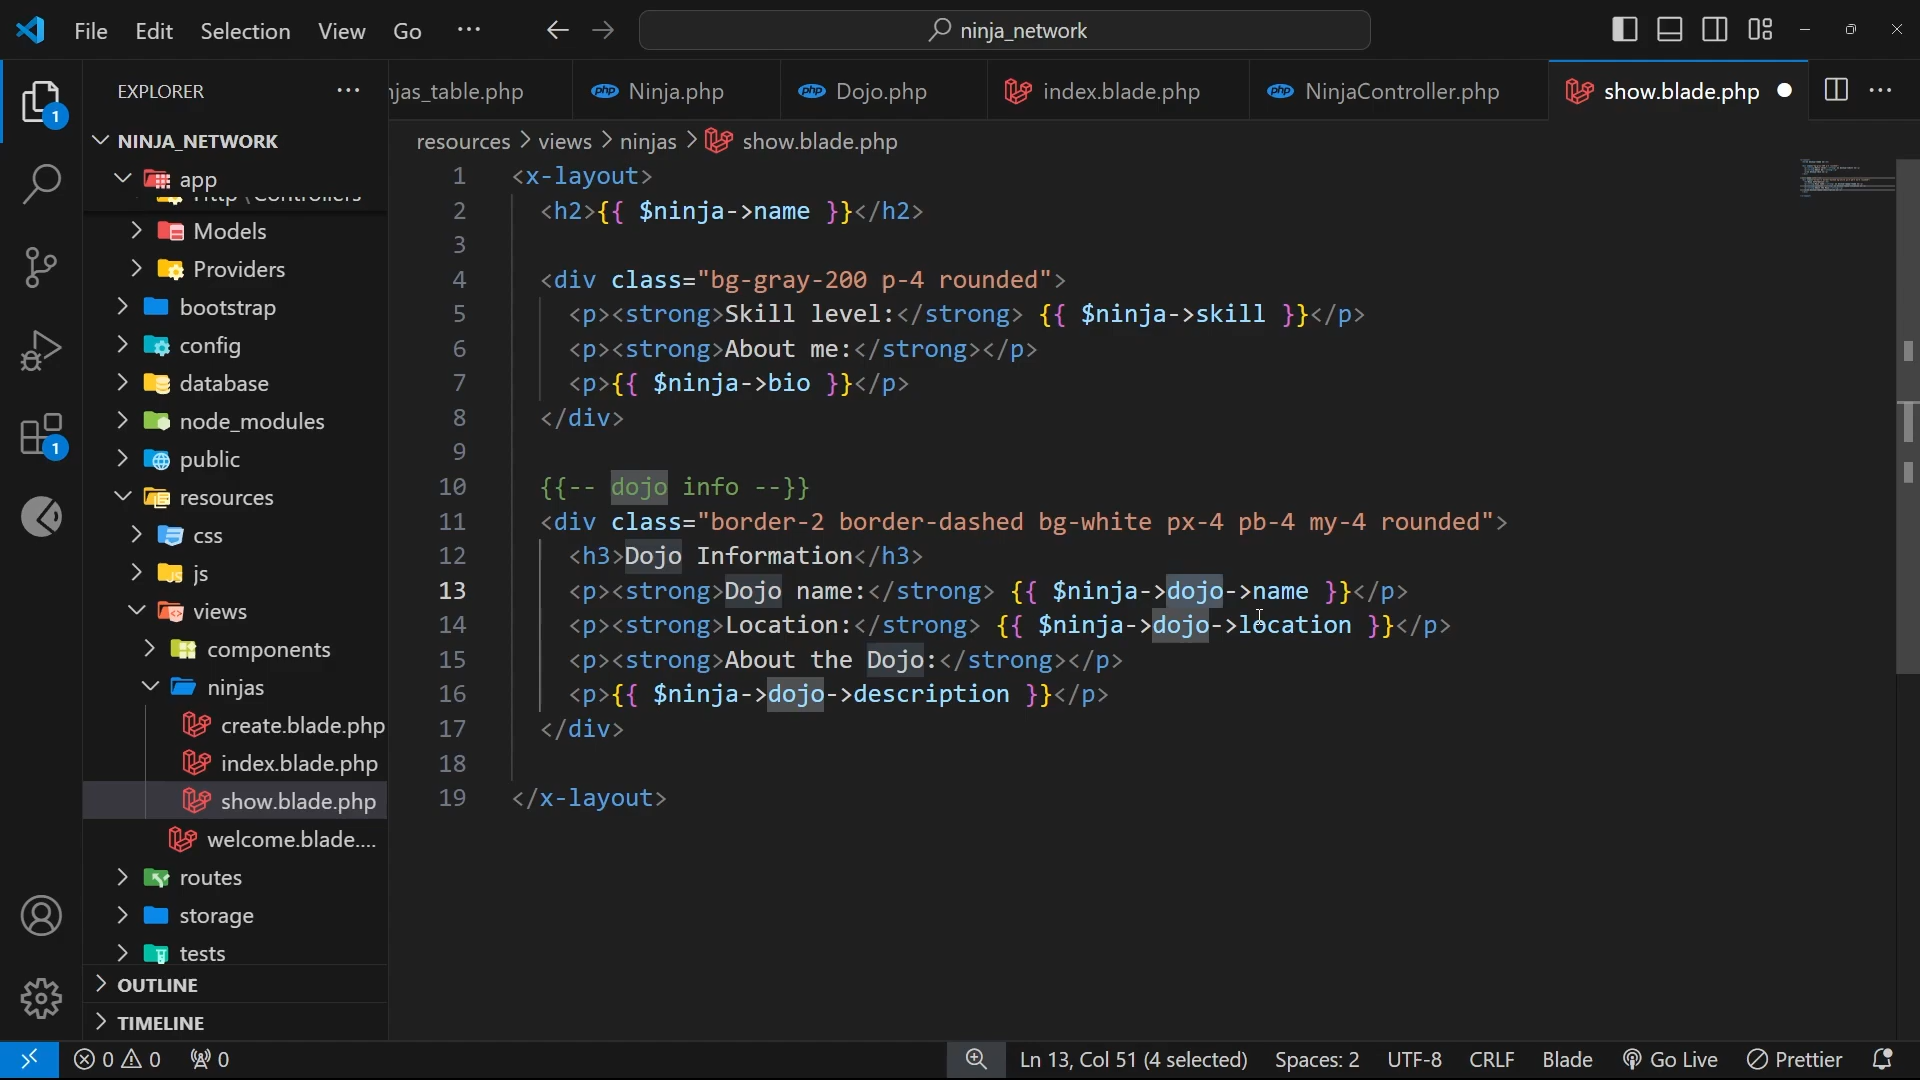 File Edit Selection View Go ··· ninja_network
EXPLORER ···
NINJA_NETWORK
app
Http \ Controllers
Models
Providers
bootstrap
config
database
node_modules
public
resources
css
js
views
components
ninjas
create.blade.php
index.blade.php
show.blade.php
welcome.blade....
routes
storage
tests
OUTLINE
TIMELINE
1
1
njas_table.php php Ninja.php php Dojo.php index.blade.php php NinjaController.php show.blade.php ···
resources > views > ninjas > show.blade.php
1 <x-layout>
2 <h2>{{ $ninja->name }}</h2>
3
4 <div class="bg-gray-200 p-4 rounded">
5 <p><strong>Skill level:</strong> {{ $ninja->skill }}</p>
6 <p><strong>About me:</strong></p>
7 <p>{{ $ninja->bio }}</p>
8 </div>
9
10 {{-- dojo info --}}
11 <div class="border-2 border-dashed bg-white px-4 pb-4 my-4 rounded">
12 <h3>Dojo Information</h3>
13 <p><strong>Dojo name:</strong> {{ $ninja->dojo->name }}</p>
14 <p><strong>Location:</strong> {{ $ninja->dojo->location }}</p>
15 <p><strong>About the Dojo:</strong></p>
16 <p>{{ $ninja->dojo->description }}</p>
17 </div>
18
19 </x-layout>
0 0 0 Ln 13, Col 51 (4 selected) Spaces: 2 UTF-8 CRLF Blade Go Live Prettier